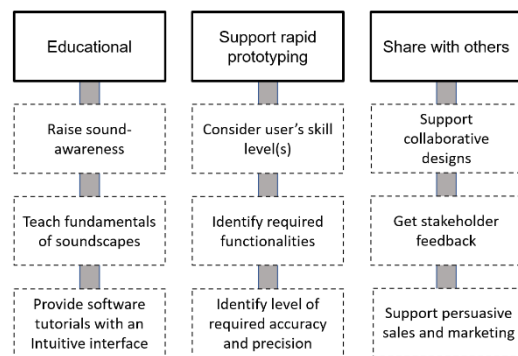 Educational
Raise sound-
awareness
Teach fundamentals
of soundscapes
Provide software
tutorials with an
Intuitive interface
Support rapid
prototyping
Consider user's skill
level(s)
Identify required
functionalities
Identify level of
required accuracy
and precision
Share with others
Support
collaborative
designs
Get stakeholder
feedback
Support persuasive
sales and marketing